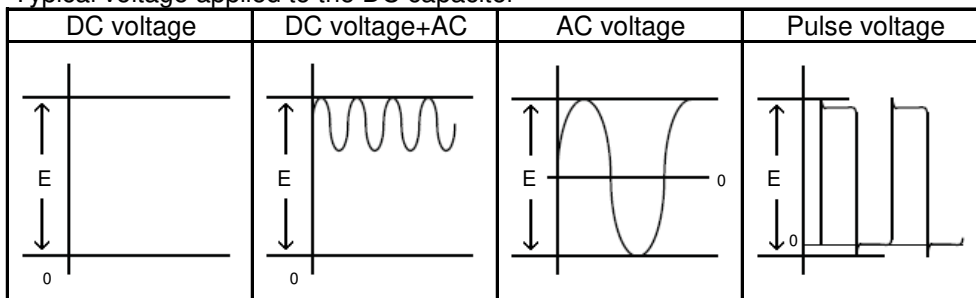 Typical voltage applied to the DC capacitor
DC voltage DC voltage+AC AC voltage Pulse voltage
E E E 0 E
0
0 0